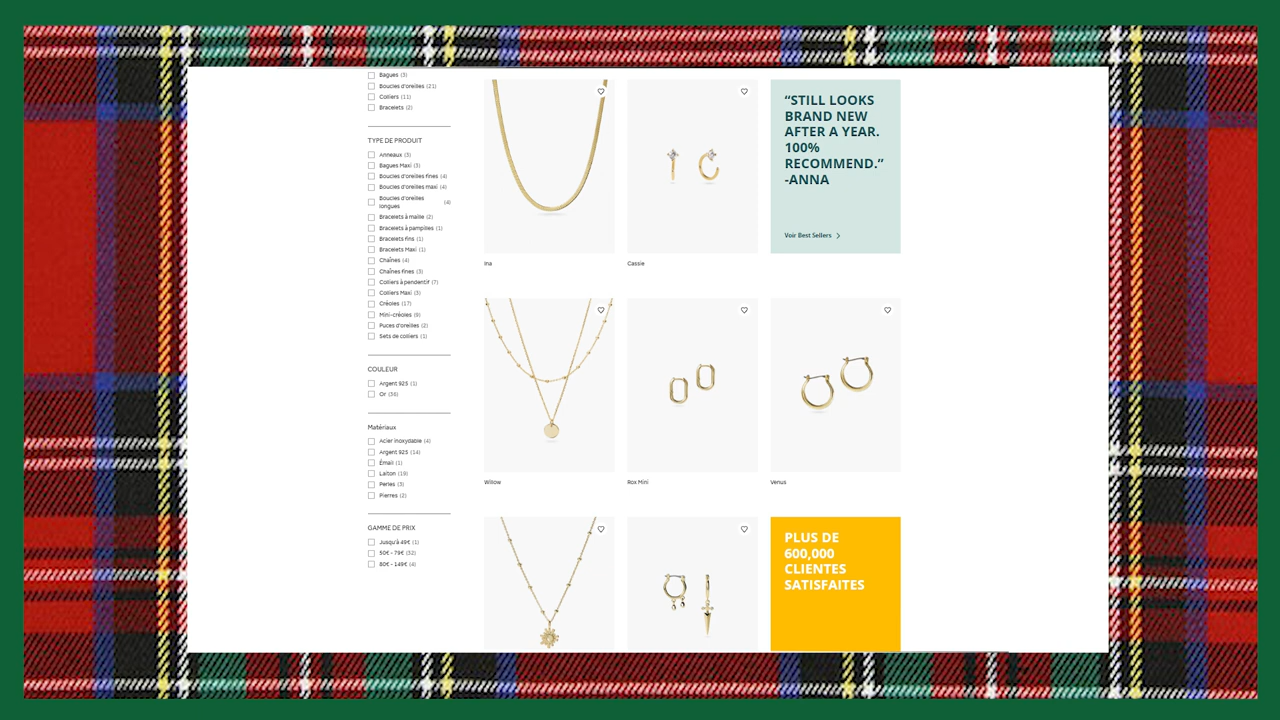 Bagues (3)
Boucles d'oreilles (21)
Colliers (11)
Bracelets (2)
TYPE DE PRODUIT
Anneaux (3)
Bagues Maxi (3)
Boucles d'oreilles fines (4)
Boucles d'oreilles maxi (4)
Boucles d'oreilles
longues (4)
Bracelets à maille (2)
Bracelets à pampilles (1)
Bracelets fins (1)
Bracelets Maxi (1)
Chaînes (4)
Chaînes fines (3)
Colliers à pendentif (7)
Colliers Maxi (3)
Créoles (17)
Mini-créoles (9)
Puces d'oreilles (2)
Sets de colliers (1)
COULEUR
Argent 925 (1)
Or (36)
Matériaux
Acier inoxydable (4)
Argent 925 (14)
Émail (1)
Laiton (19)
Perles (3)
Pierres (2)
GAMME DE PRIX
Jusqu'à 49€ (1)
50€ - 79€ (32)
80€ - 149€ (4)
"STILL LOOKS
BRAND NEW
AFTER A YEAR.
100%
RECOMMEND."
-ANNA
Voir Best Sellers
Ina
Cassie
Willow
Rox Mini
Venus
PLUS DE
600,000
CLIENTES
SATISFAITES